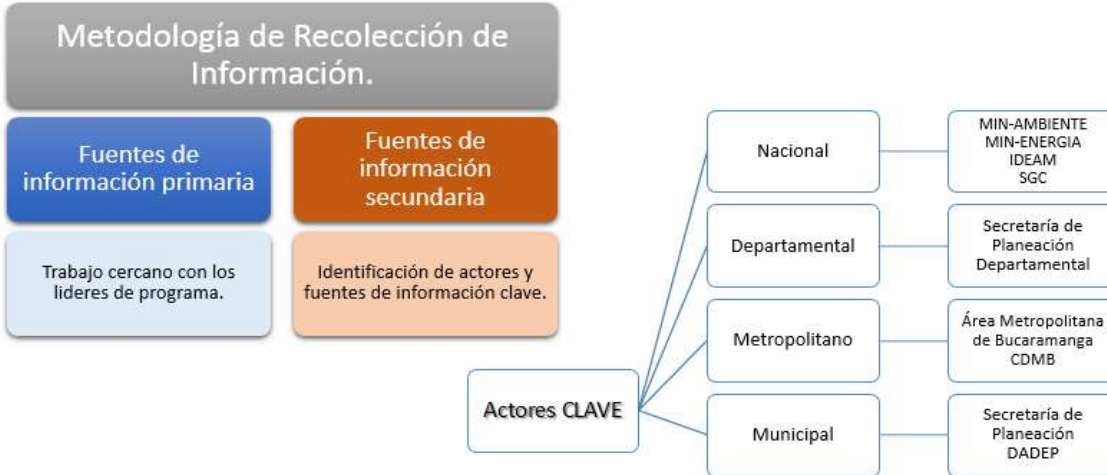 Metodología de Recolección de
Información.
Fuentes de
información primaria
Fuentes de
información
secundaria
Trabajo cercano con los
lideres de programa.
Identificación de actores y
fuentes de información clave.
Actores CLAVE
Nacional
MIN-AMBIENTE
MIN-ENERGIA
IDEAM
SGC
Departamental
Secretaría de
Planeación
Departamental
Metropolitano
Área Metropolitana
de Bucaramanga
CDMB
Municipal
Secretaría de
Planeación
DADEP